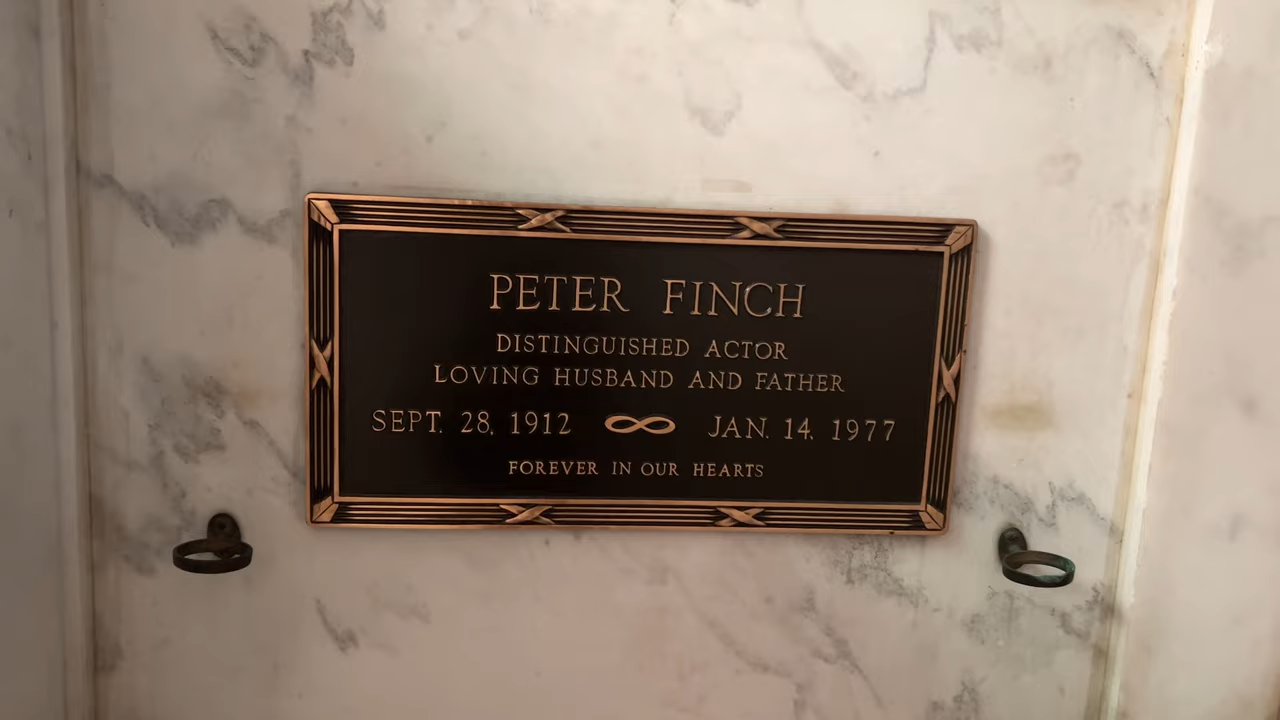 PETER FINCH
DISTINGUISHED ACTOR
LOVING HUSBAND AND FATHER
SEPT. 28, 1912 ∞ JAN. 14, 1977
FOREVER IN OUR HEARTS